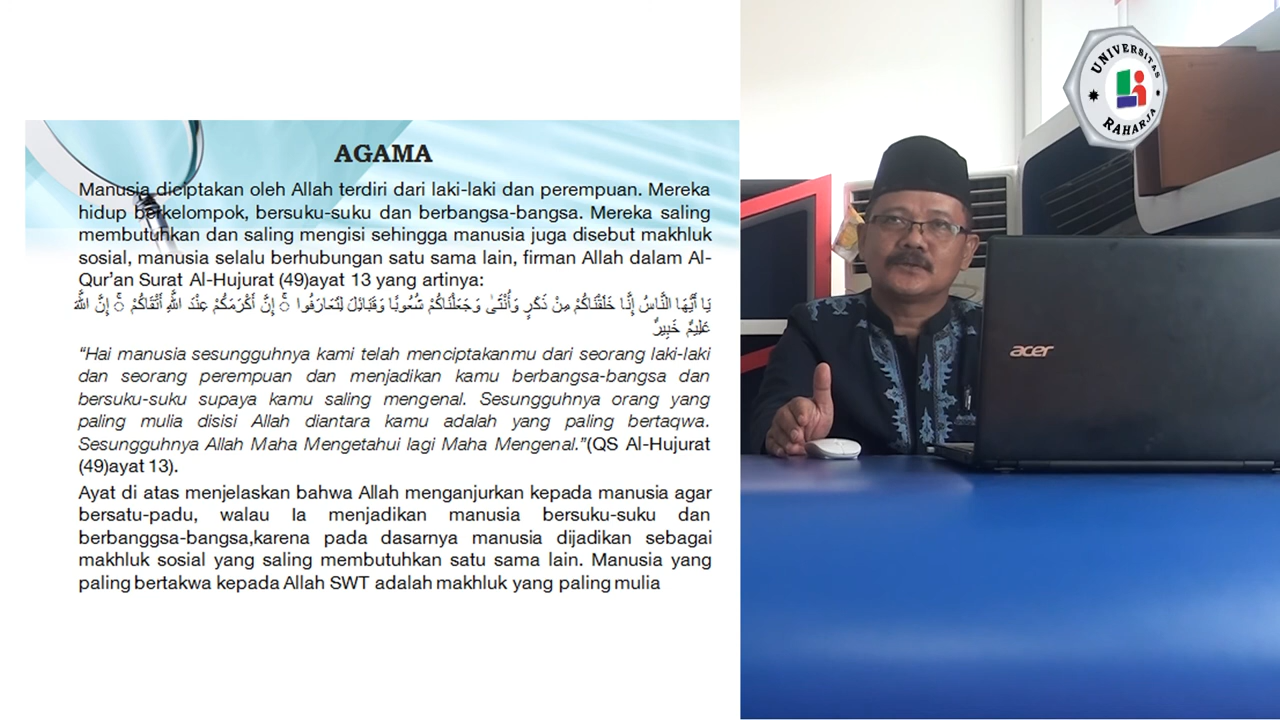 AGAMA
Manusia diciptakan oleh Allah terdiri dari laki-laki dan perempuan. Mereka
hidup berkelompok, bersuku-suku dan berbangsa-bangsa. Mereka saling
membutuhkan dan saling mengisi sehingga manusia juga disebut makhluk
sosial, manusia selalu berhubungan satu sama lain, firman Allah dalam Al-
Qur’an Surat Al-Hujurat (49)ayat 13 yang artinya:
يَا أَيُّهَا النَّاسُ إِنَّا خَلَقْنَاكُمْ مِنْ ذَكَرٍ وَأُنْثَىٰ وَجَعَلْنَاكُمْ شُعُوبًا وَقَبَائِلَ لِتَعَارَفُوا ۚ إِنَّ أَكْرَمَكُمْ عِنْدَ اللَّهِ أَتْقَاكُمْ ۚ إِنَّ اللَّهَ
عَلِيمٌ خَبِيرٌ
“Hai manusia sesungguhnya kami telah menciptakanmu dari seorang laki-laki
dan seorang perempuan dan menjadikan kamu berbangsa-bangsa dan
bersuku-suku supaya kamu saling mengenal. Sesungguhnya orang yang
paling mulia disisi Allah diantara kamu adalah yang paling bertaqwa.
Sesungguhnya Allah Maha Mengetahui lagi Maha Mengenal.”(QS Al-Hujurat
(49)ayat 13).
Ayat di atas menjelaskan bahwa Allah menganjurkan kepada manusia agar
bersatu-padu, walau Ia menjadikan manusia bersuku-suku dan
berbanggsa-bangsa,karena pada dasarnya manusia dijadikan sebagai
makhluk sosial yang saling membutuhkan satu sama lain. Manusia yang
paling bertakwa kepada Allah SWT adalah makhluk yang paling mulia
UNIVERSITAS
RAHARJA
acer